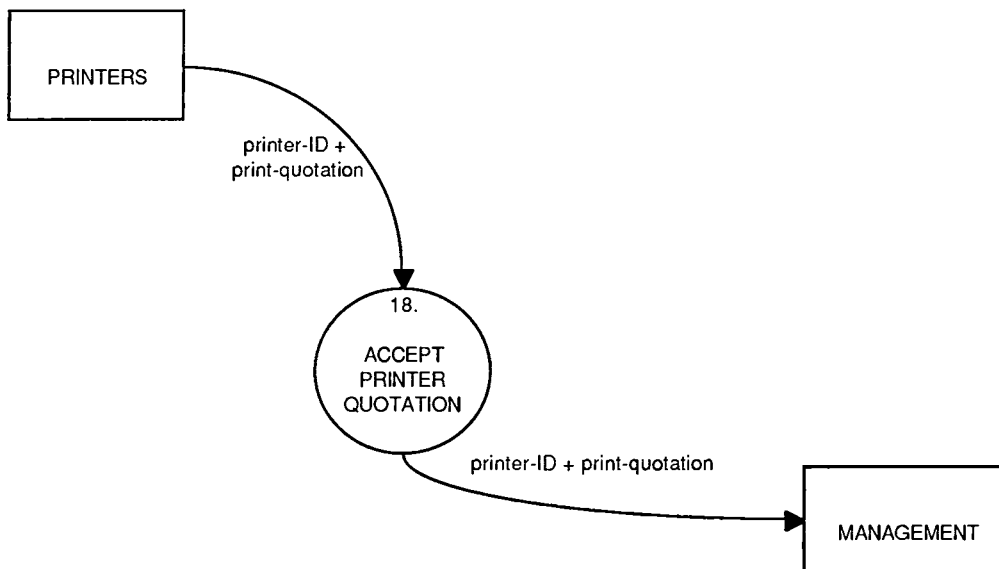 PRINTERS
printer-ID +
print-quotation
18.
ACCEPT
PRINTER
QUOTATION
printer-ID + print-quotation
MANAGEMENT